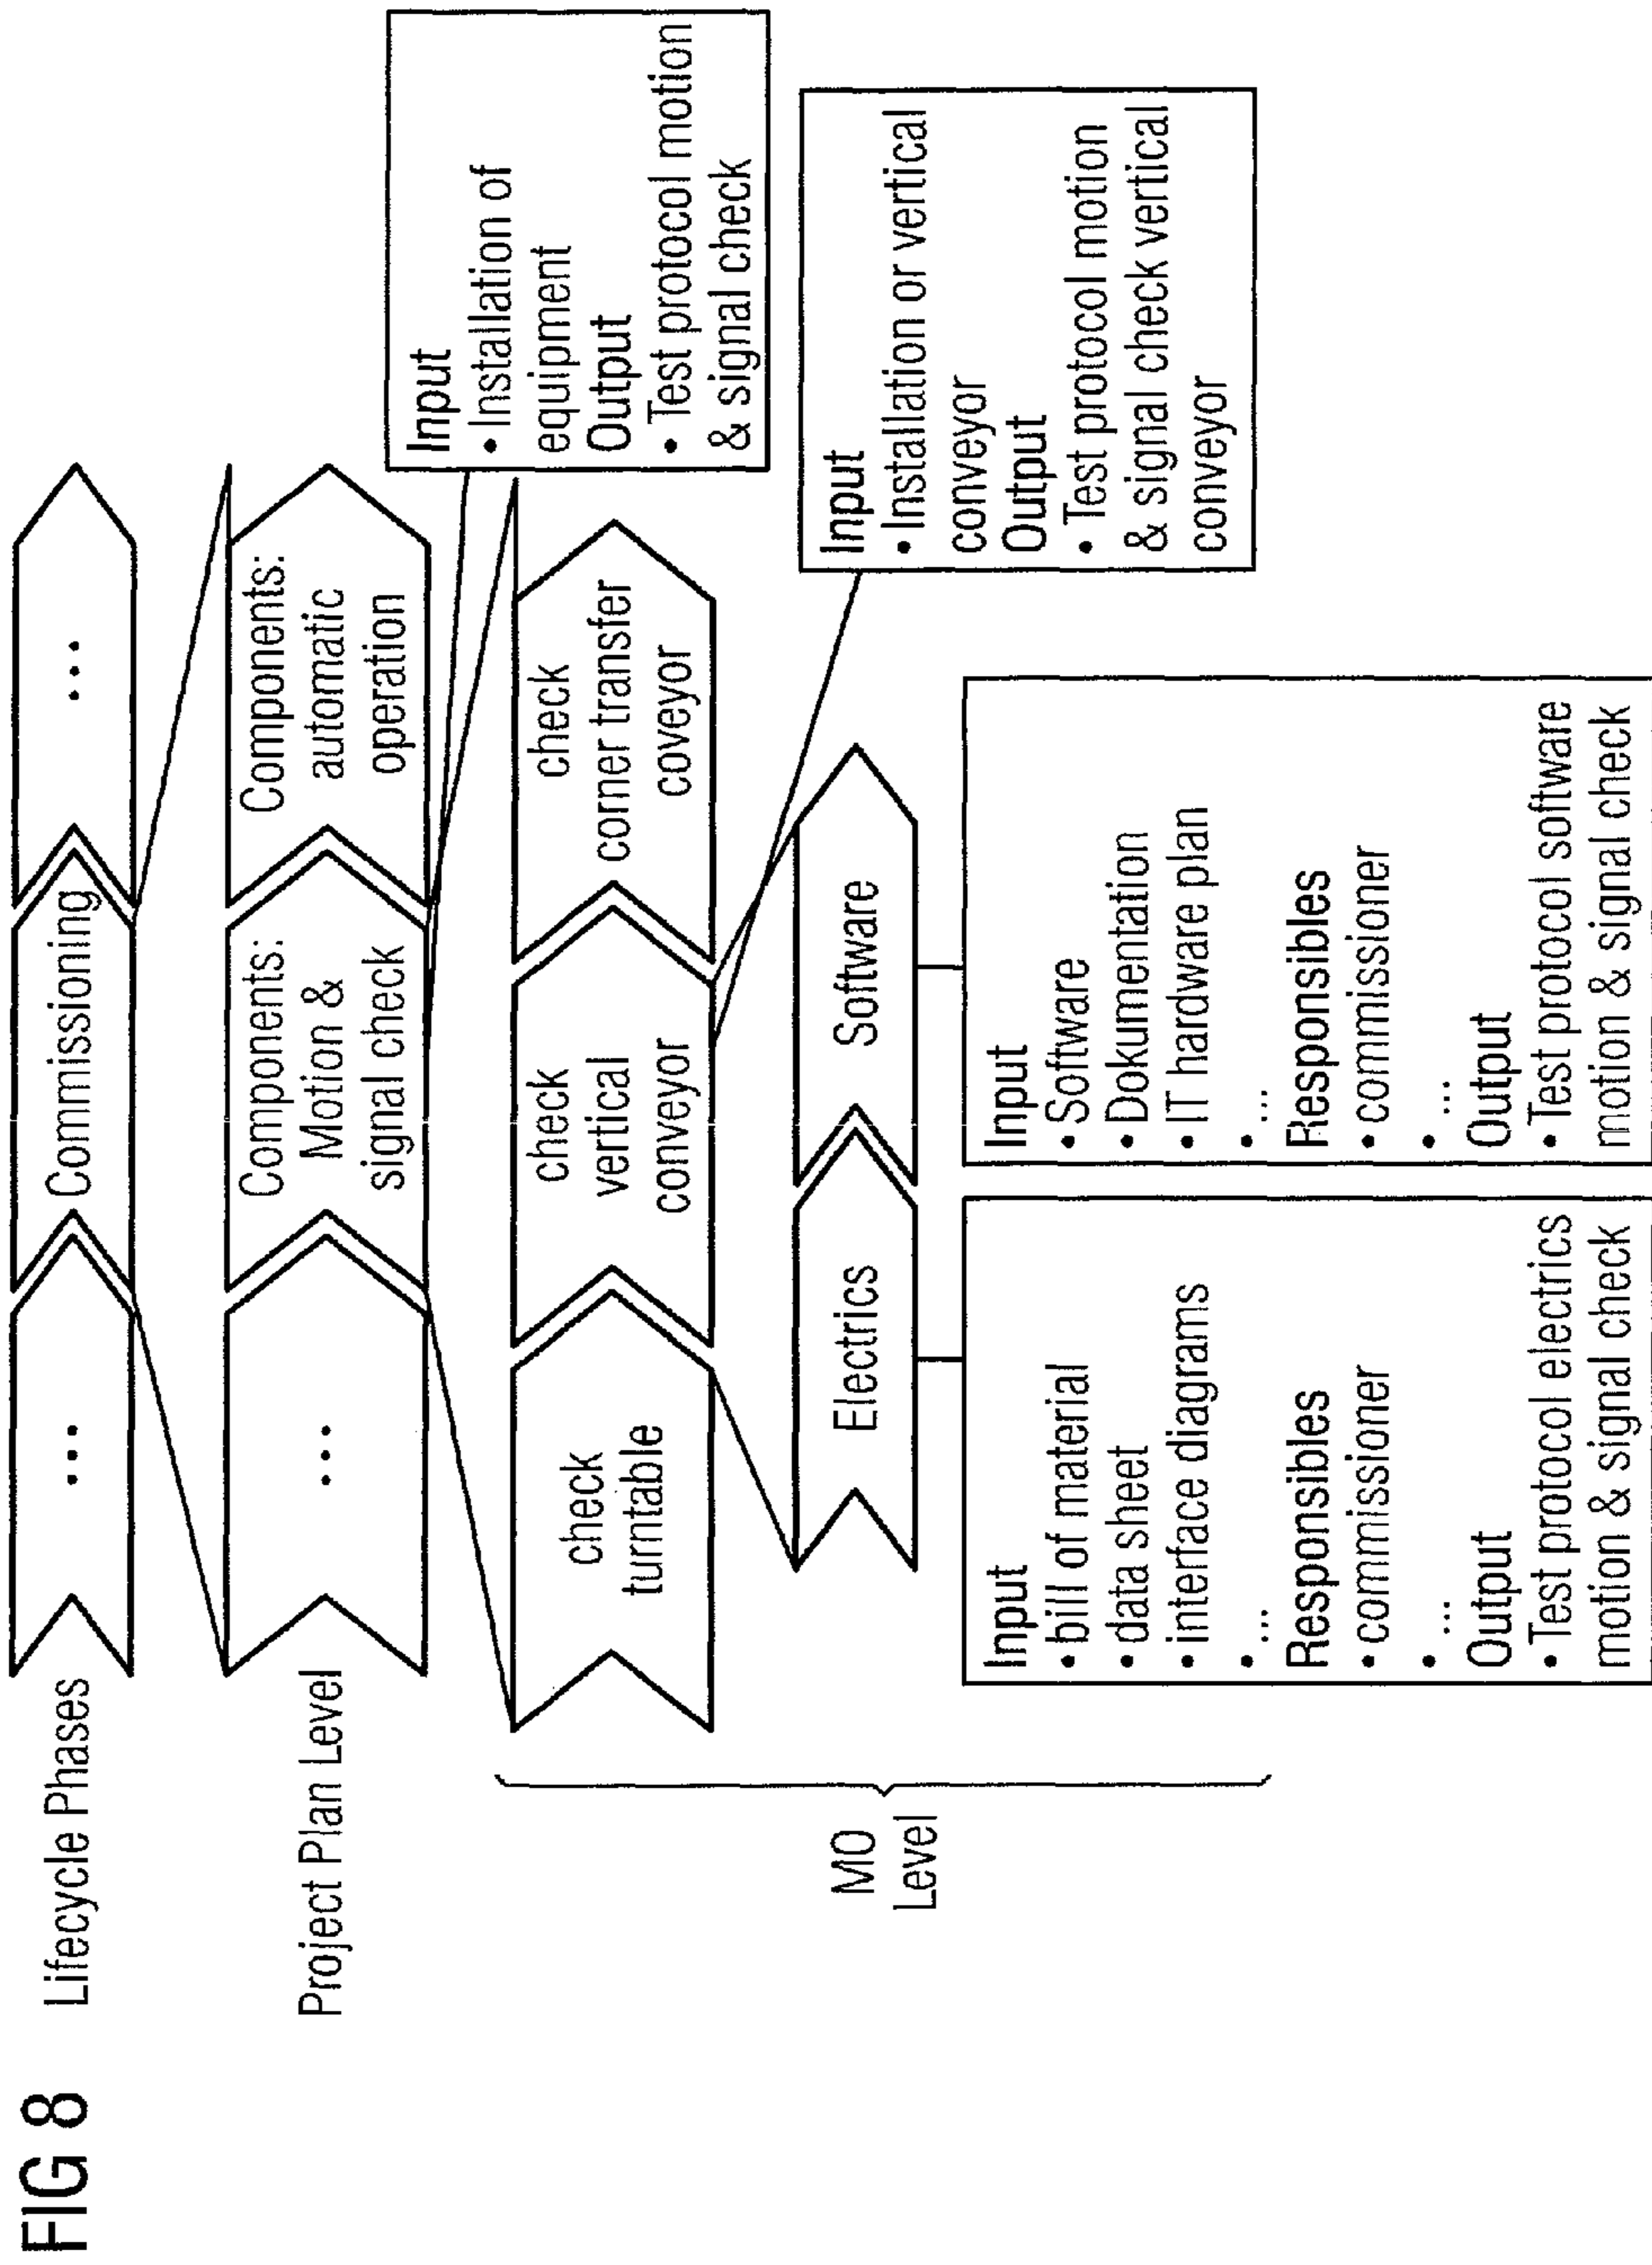 FIG 8
Lifecycle Phases
...
Commissioning
...
Project Plan Level
...
Components:
Motion &
signal check
Components:
automatic
operation
Input
• Installation of
equipment
Output
• Test protocol motion
& signal check
MO
Level
check
turntable
check
vertical
conveyor
check
corner transfer
coveyor
Input
• Installation or vertical
conveyor
Output
• Test protocol motion
& signal check vertical
conveyor
Electrics
Software
Input
• bill of material
• data sheet
• interface diagrams
• ...
Responsibles
• commissioner
• ...
Output
• Test protocol electrics
motion & signal check
Input
• Software
• Dokumentation
• IT hardware plan
• ...
Responsibles
• commissioner
• ...
Output
• Test protocol software
motion & signal check